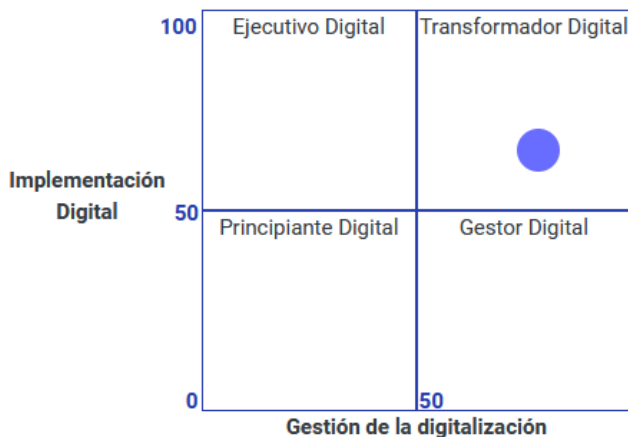 100
Ejecutivo Digital
Transformador Digital
Implementación
Digital
50
Principiante Digital
Gestor Digital
0
50
Gestión de la digitalización